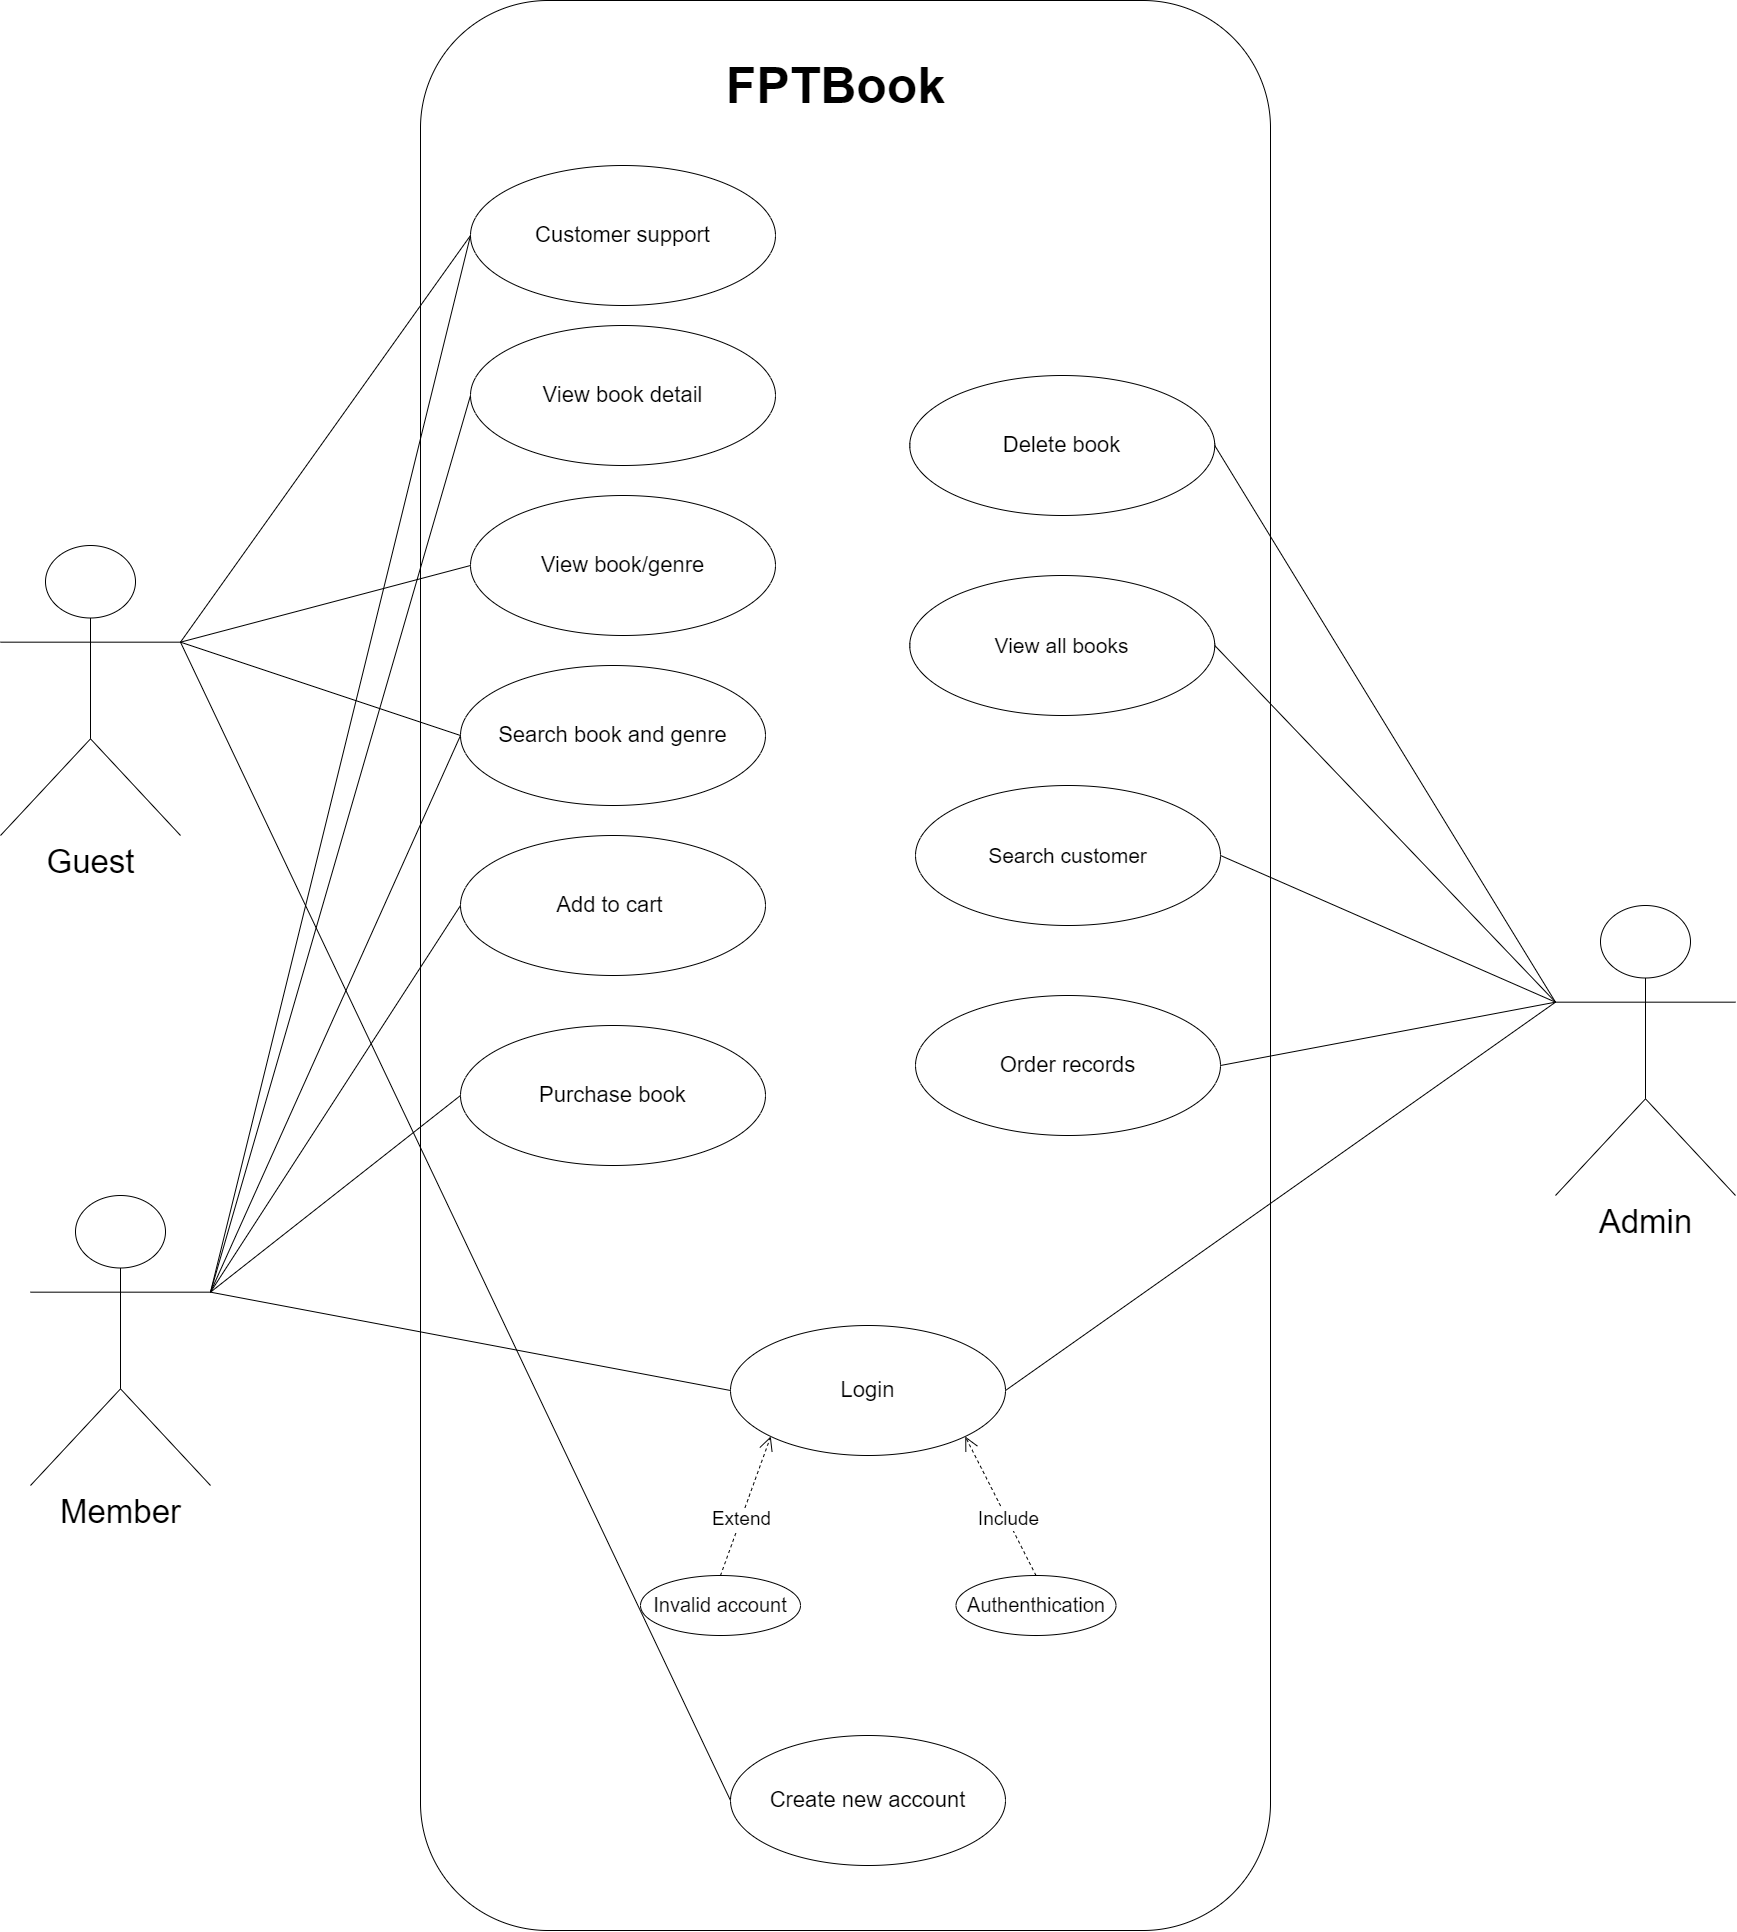 FPTBook
Customer support
View book detail
Delete book
View book/genre
View all books
Search book and genre
Guest
Search customer
Add to cart
Order records
Purchase book
Admin
Login
Member
Extend
Include
Invalid account
Authenthication
Create new account